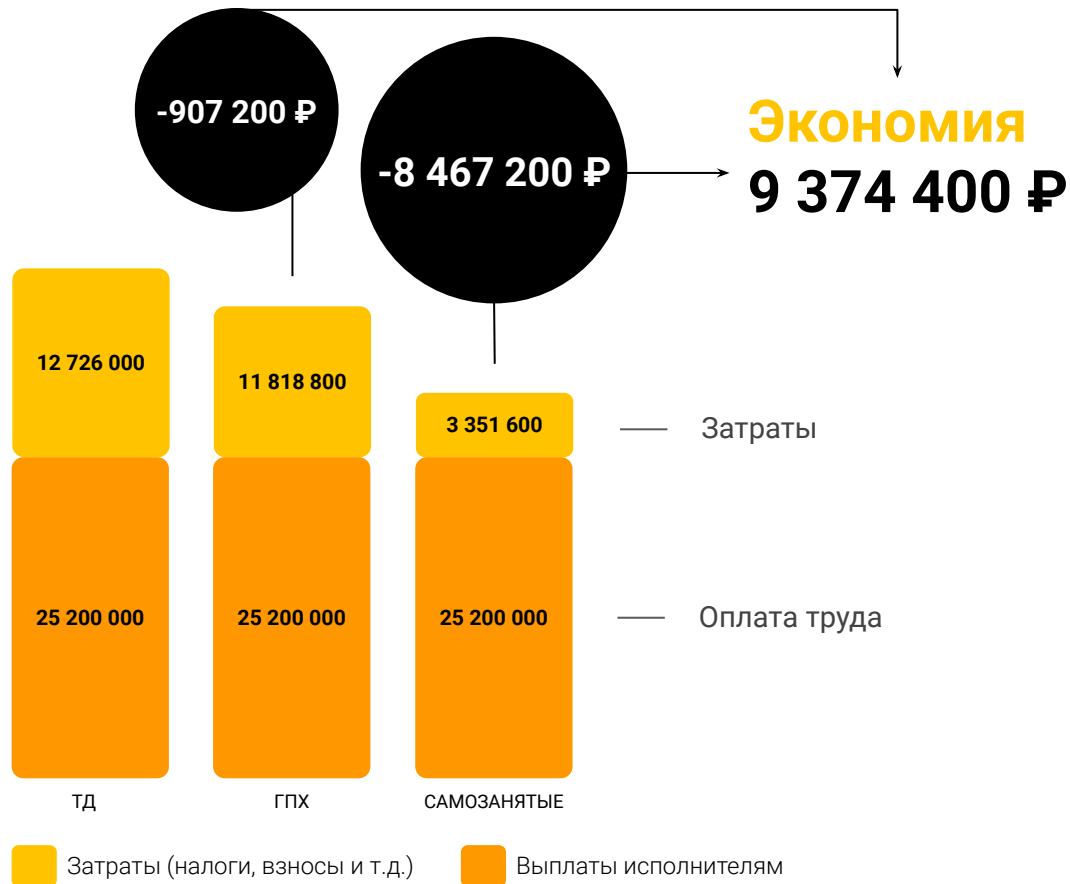 -907 200 ₽
-8 467 200 ₽
Экономия
9 374 400 ₽
12 726 000
11 818 800
3 351 600
Затраты
25 200 000
25 200 000
25 200 000
Оплата труда
ТД
ГПХ
САМОЗАНЯТЫЕ
Затраты (налоги, взносы и т.д.)
Выплаты исполнителям